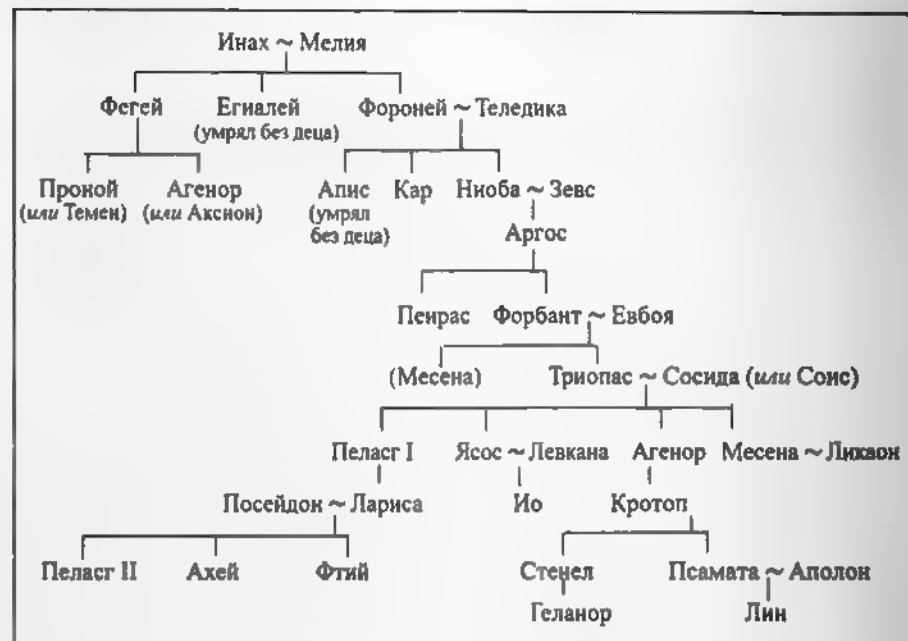 Инах ~ Мелия
Фегей Егиалей Фороней ~ Теледика
(умрял без деца)
Проной Агенор Апис Кар Ниоба ~ Зевс
(или Темен) (или Аксион) (умрял
без деца)
Аргос
Пеирас Форбант ~ Евбоя
(Месена) Триопас ~ Сосида (или Соис)
Пеласг I Ясос ~ Левкана Агенор Месена ~ Ликаон
Посейдон ~ Лариса Ио Кротоп
Пеласг II Ахей Фтий Стенел Псамата ~ Аполон
Геланор Лин